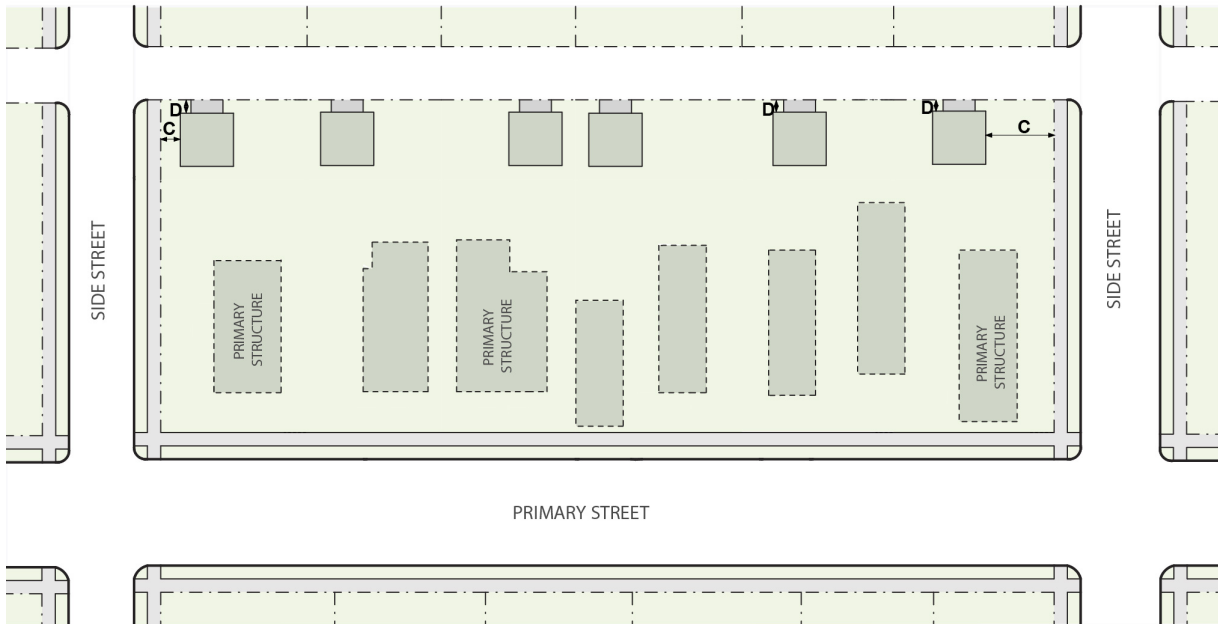 D
C
D
D
C
SIDE STREET
SIDE STREET
PRIMARY
STRUCTURE
PRIMARY
STRUCTURE
PRIMARY
STRUCTURE
PRIMARY STREET